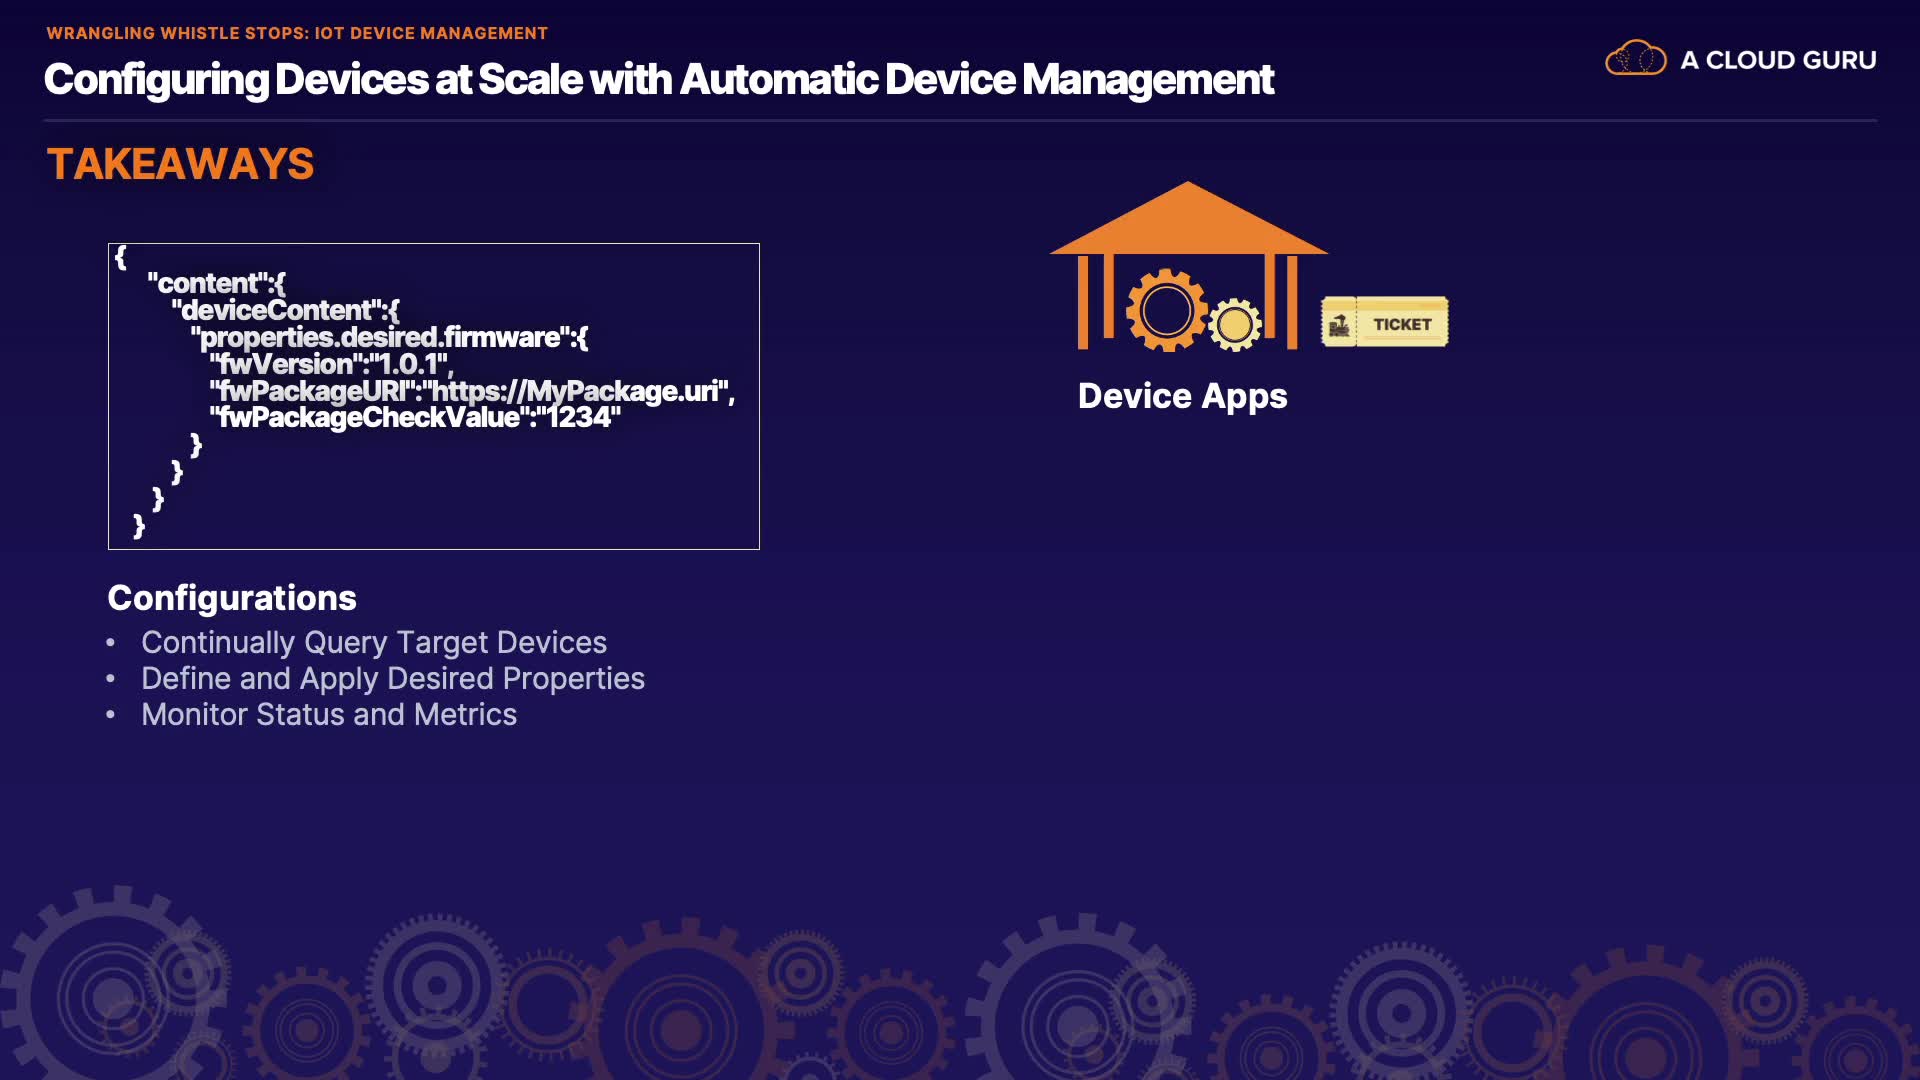 WRANGLING WHISTLE STOPS: IOT DEVICE MANAGEMENT
Configuring Devices at Scale with Automatic Device Management
A CLOUD GURU
TAKEAWAYS
{
"content":{
"deviceContent":{
"properties.desired.firmware":{
"fwVersion":"1.0.1",
"fwPackageURI":"https://MyPackage.uri",
"fwPackageCheckValue":"1234"
}
}
}
}
TICKET
Device Apps
Configurations
• Continually Query Target Devices
• Define and Apply Desired Properties
• Monitor Status and Metrics